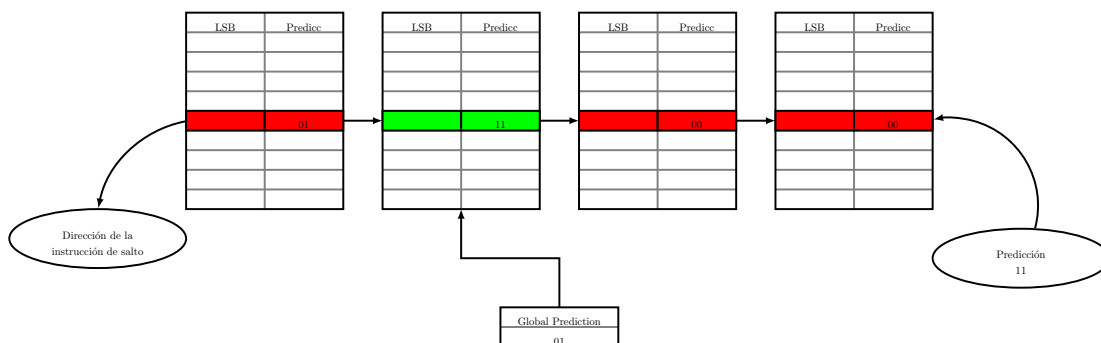 LSB Predicc LSB Predicc LSB Predicc LSB Predicc
01 11 00 00
Dirección de la
instrucción de salto
Predicción
11
Global Prediction
01